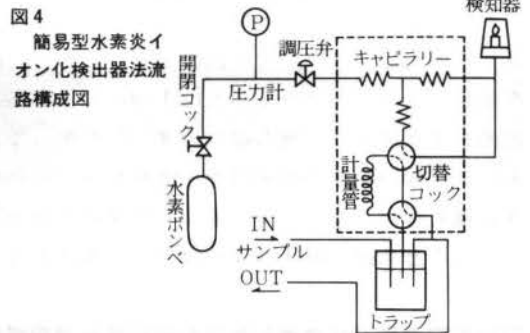 図4
簡易型水素炎イ
オン化検出器法流
路構成図
検知器
P
調圧弁
キャピラリー
開閉コック
圧力計
計量管
切替
コック
水素ボンベ
IN
サンプル
OUT
トラップ